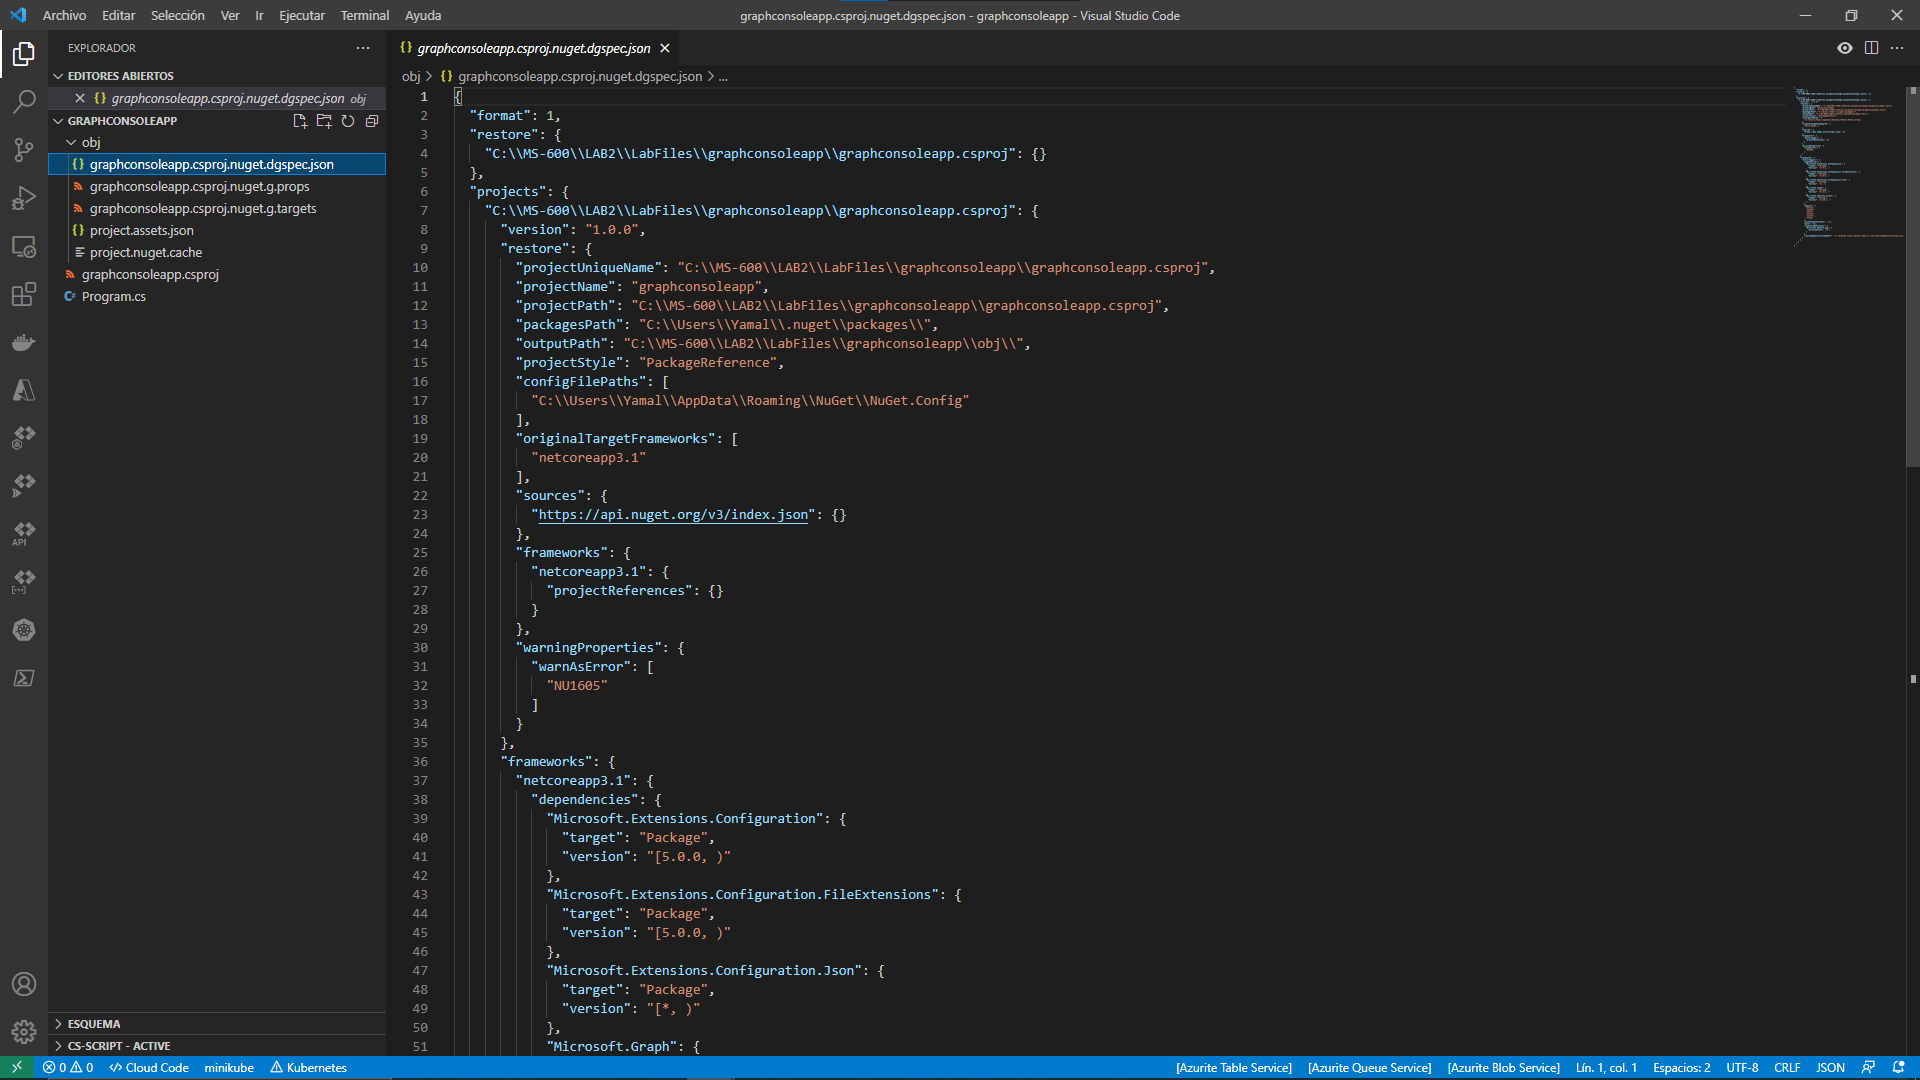 Archivo Editar Selección Ver Ir Ejecutar Terminal Ayuda
graphconsoleapp.csproj.nuget.dgspec.json - graphconsoleapp - Visual Studio Code
EXPLORADOR
EDITORES ABIERTOS
graphconsoleapp.csproj.nuget.dgspec.json obj
GRAPHCONSOLEAPP
obj
{} graphconsoleapp.csproj.nuget.dgspec.json
graphconsoleapp.csproj.nuget.g.props
graphconsoleapp.csproj.nuget.g.targets
{} project.assets.json
project.nuget.cache
graphconsoleapp.csproj
C# Program.cs
ESQUEMA
CS-SCRIPT - ACTIVE
API
{} graphconsoleapp.csproj.nuget.dgspec.json
obj > {} graphconsoleapp.csproj.nuget.dgspec.json > ...
1 {
2 "format": 1,
3 "restore": {
4 "C:\\MS-600\\LAB2\\LabFiles\\graphconsoleapp\\graphconsoleapp.csproj": {}
5 },
6 "projects": {
7 "C:\\MS-600\\LAB2\\LabFiles\\graphconsoleapp\\graphconsoleapp.csproj": {
8 "version": "1.0.0",
9 "restore": {
10 "projectUniqueName": "C:\\MS-600\\LAB2\\LabFiles\\graphconsoleapp\\graphconsoleapp.csproj",
11 "projectName": "graphconsoleapp",
12 "projectPath": "C:\\MS-600\\LAB2\\LabFiles\\graphconsoleapp\\graphconsoleapp.csproj",
13 "packagesPath": "C:\\Users\\Yamal\\.nuget\\packages\\",
14 "outputPath": "C:\\MS-600\\LAB2\\LabFiles\\graphconsoleapp\\obj\\",
15 "projectStyle": "PackageReference",
16 "configFilePaths": [
17 "C:\\Users\\Yamal\\AppData\\Roaming\\NuGet\\NuGet.Config"
18 ],
19 "originalTargetFrameworks": [
20 "netcoreapp3.1"
21 ],
22 "sources": {
23 "https://api.nuget.org/v3/index.json": {}
24 },
25 "frameworks": {
26 "netcoreapp3.1": {
27 "projectReferences": {}
28 }
29 },
30 "warningProperties": {
31 "warnAsError": [
32 "NU1605"
33 ]
34 }
35 },
36 "frameworks": {
37 "netcoreapp3.1": {
38 "dependencies": {
39 "Microsoft.Extensions.Configuration": {
40 "target": "Package",
41 "version": "[5.0.0, )"
42 },
43 "Microsoft.Extensions.Configuration.FileExtensions": {
44 "target": "Package",
45 "version": "[5.0.0, )"
46 },
47 "Microsoft.Extensions.Configuration.Json": {
48 "target": "Package",
49 "version": "[*, )"
50 },
51 "Microsoft.Graph": {
0 0 Cloud Code minikube Kubernetes
[Azurite Table Service] [Azurite Queue Service] [Azurite Blob Service] Lín. 1, col. 1 Espacios: 2 UTF-8 CRLF JSON